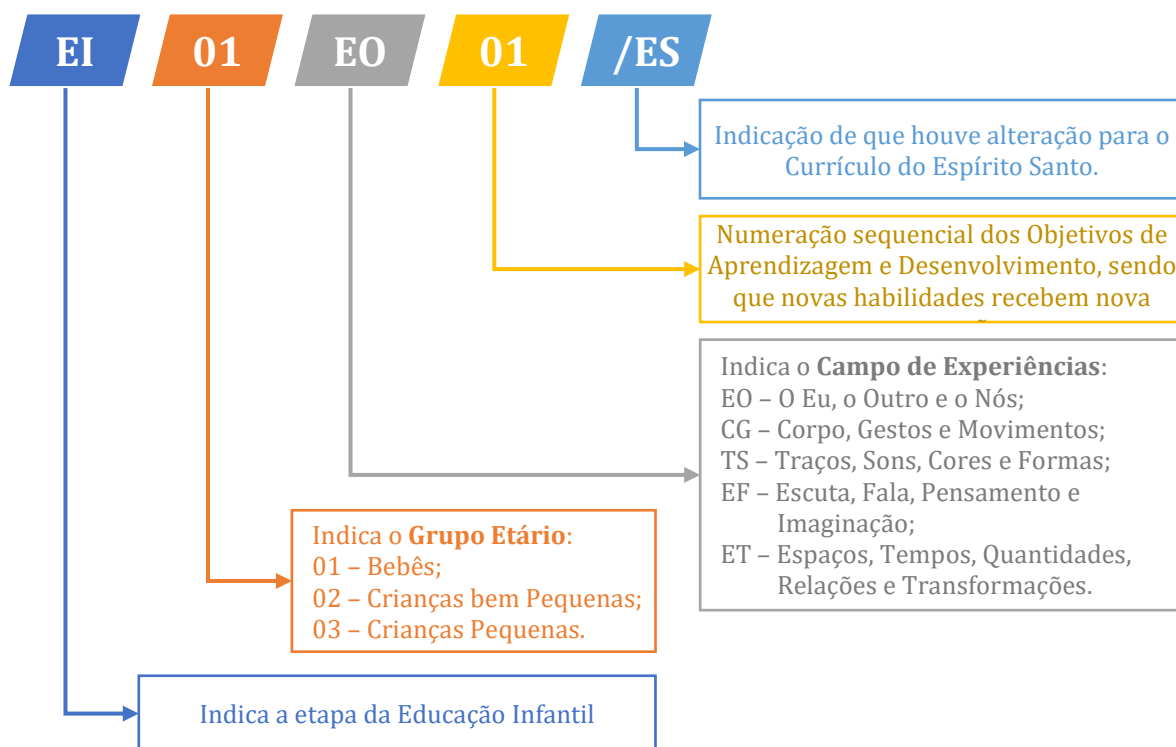 EI 01 EO 01 /ES
Indicação de que houve alteração para o
Currículo do Espírito Santo.
Numeração sequencial dos Objetivos de
Aprendizagem e Desenvolvimento, sendo
que novas habilidades recebem nova
Indica o Campo de Experiências:
EO – O Eu, o Outro e o Nós;
CG – Corpo, Gestos e Movimentos;
TS – Traços, Sons, Cores e Formas;
EF – Escuta, Fala, Pensamento e
Imaginação;
ET – Espaços, Tempos, Quantidades,
Relações e Transformações.
Indica o Grupo Etário:
01 – Bebês;
02 – Crianças bem Pequenas;
03 – Crianças Pequenas.
Indica a etapa da Educação Infantil